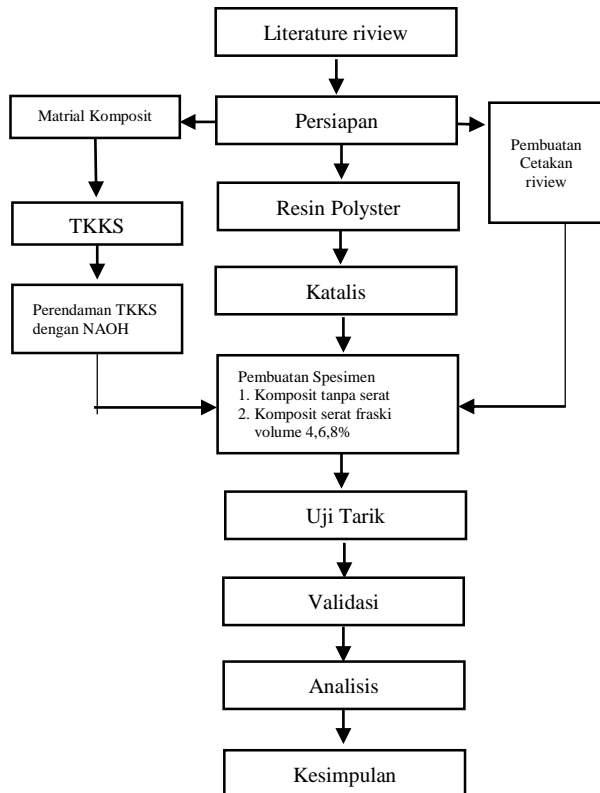 Literature riview
Matrial Komposit
Persiapan
Pembuatan
Cetakan
riview
TKKS
Resin Polyster
Perendaman TKKS
dengan NAOH
Katalis
Pembuatan Spesimen
1. Komposit tanpa serat
2. Komposit serat fraski
volume 4,6,8%
Uji Tarik
Validasi
Analisis
Kesimpulan